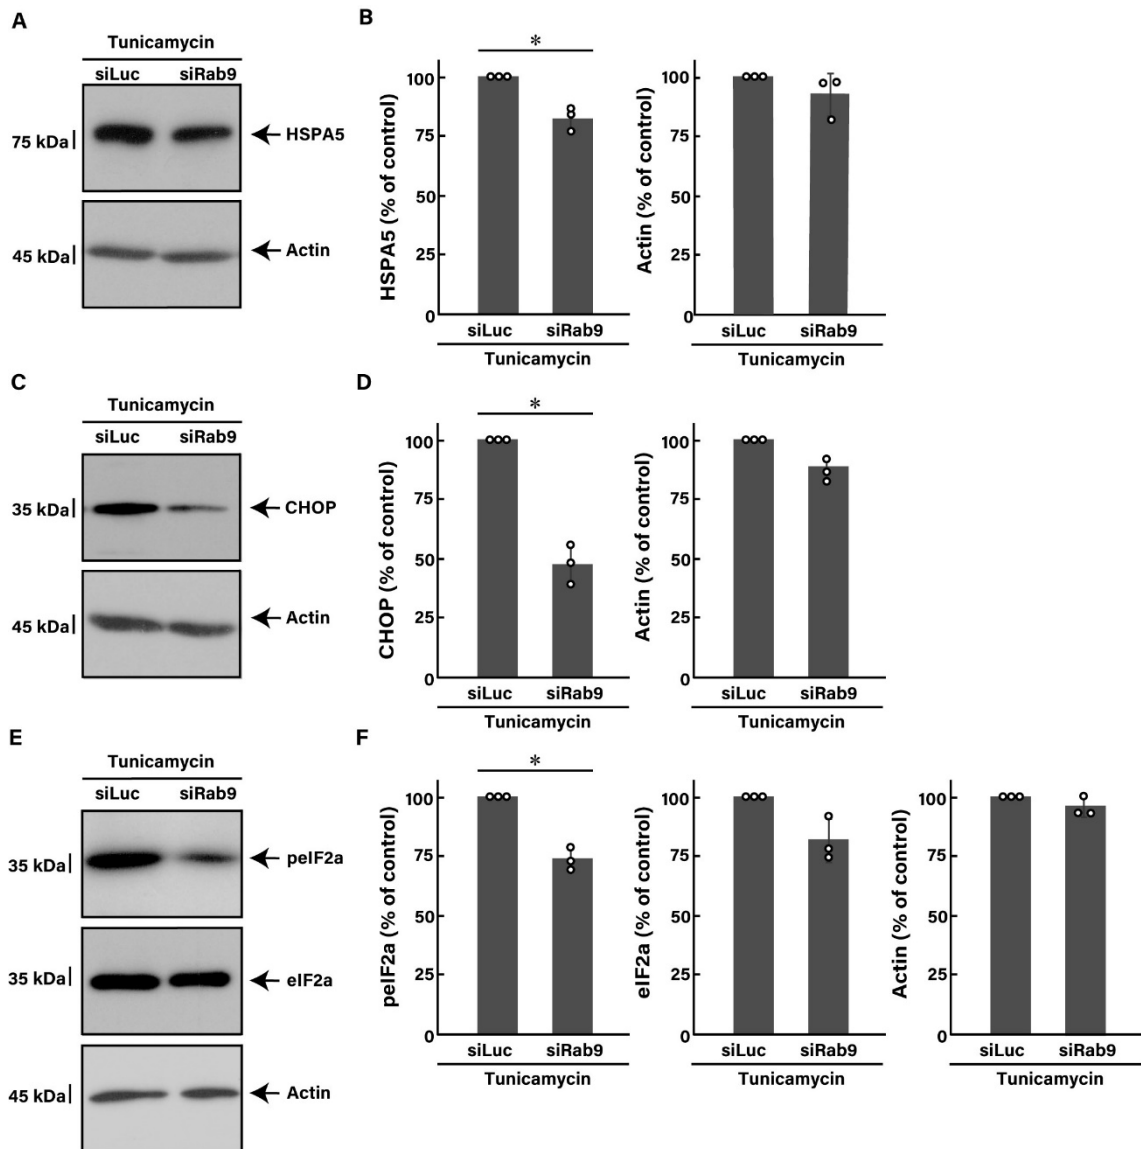 A
Tunicamycin
siLuc siRab9
75 kDa
HSPA5
45 kDa
Actin
B
*
HSPA5 (% of control)
100
75
50
25
0
siLuc siRab9
Tunicamycin
Actin (% of control)
100
75
50
25
0
siLuc siRab9
Tunicamycin
C
Tunicamycin
siLuc siRab9
35 kDa
CHOP
45 kDa
Actin
D
*
CHOP (% of control)
100
75
50
25
0
siLuc siRab9
Tunicamycin
Actin (% of control)
100
75
50
25
0
siLuc siRab9
Tunicamycin
E
Tunicamycin
siLuc siRab9
35 kDa
peIF2a
35 kDa
eIF2a
45 kDa
Actin
F
*
peIF2a (% of control)
100
75
50
25
0
siLuc siRab9
Tunicamycin
eIF2a (% of control)
100
75
50
25
0
siLuc siRab9
Tunicamycin
Actin (% of control)
100
75
50
25
0
siLuc siRab9
Tunicamycin